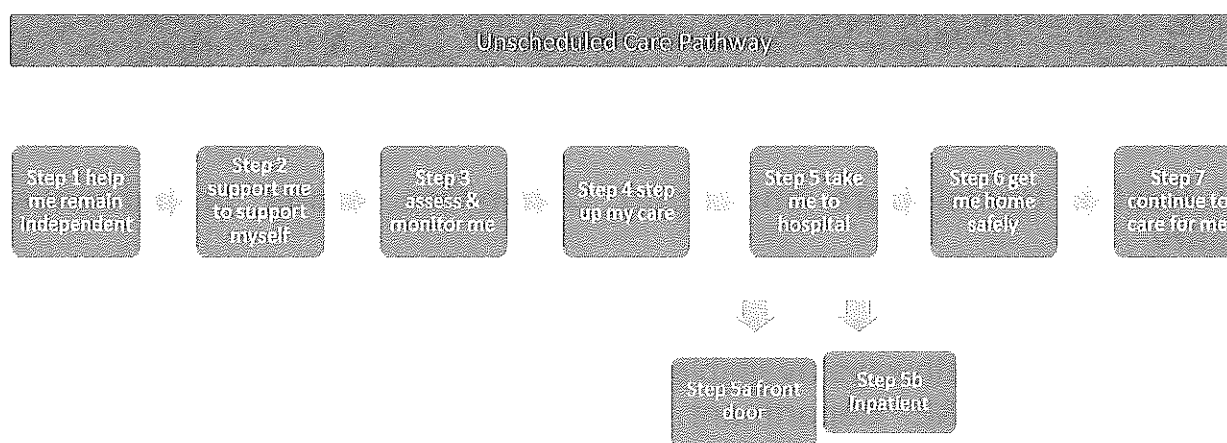 Unscheduled Care Pathway
Step 1 help
me remain
independent
Step 2
support me
to support
myself
Step 3
assess &
monitor me
Step 4 step
up my care
Step 5 take
me to
hospital
Step 6 get
me home
safely
Step 7
continue to
care for me
Step 5a front
door
Step 5b
Inpatient